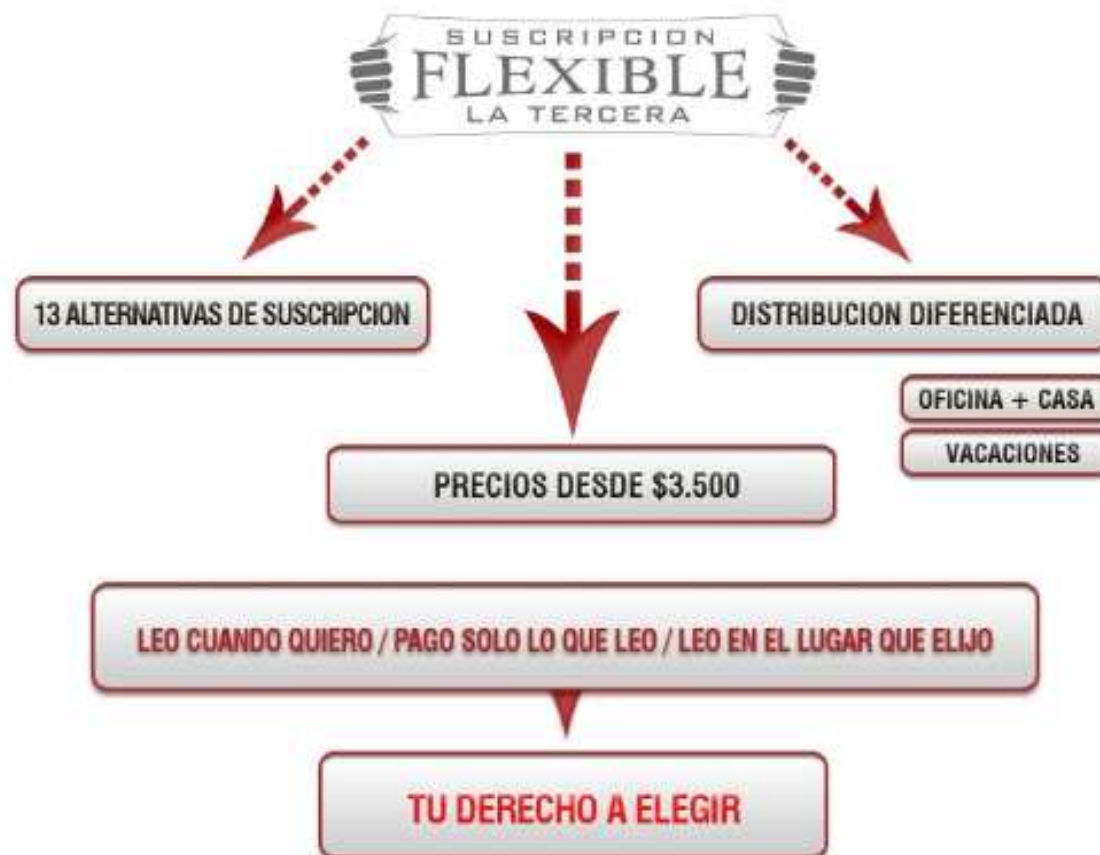 SUSCRIPCION
FLEXIBLE
LA TERCERA
13 ALTERNATIVAS DE SUSCRIPCION
DISTRIBUCION DIFERENCIADA
OFICINA + CASA
VACACIONES
PRECIOS DESDE $3.500
LEO CUANDO QUIERO / PAGO SOLO LO QUE LEO / LEO EN EL LUGAR QUE ELIJO
TU DERECHO A ELEGIR